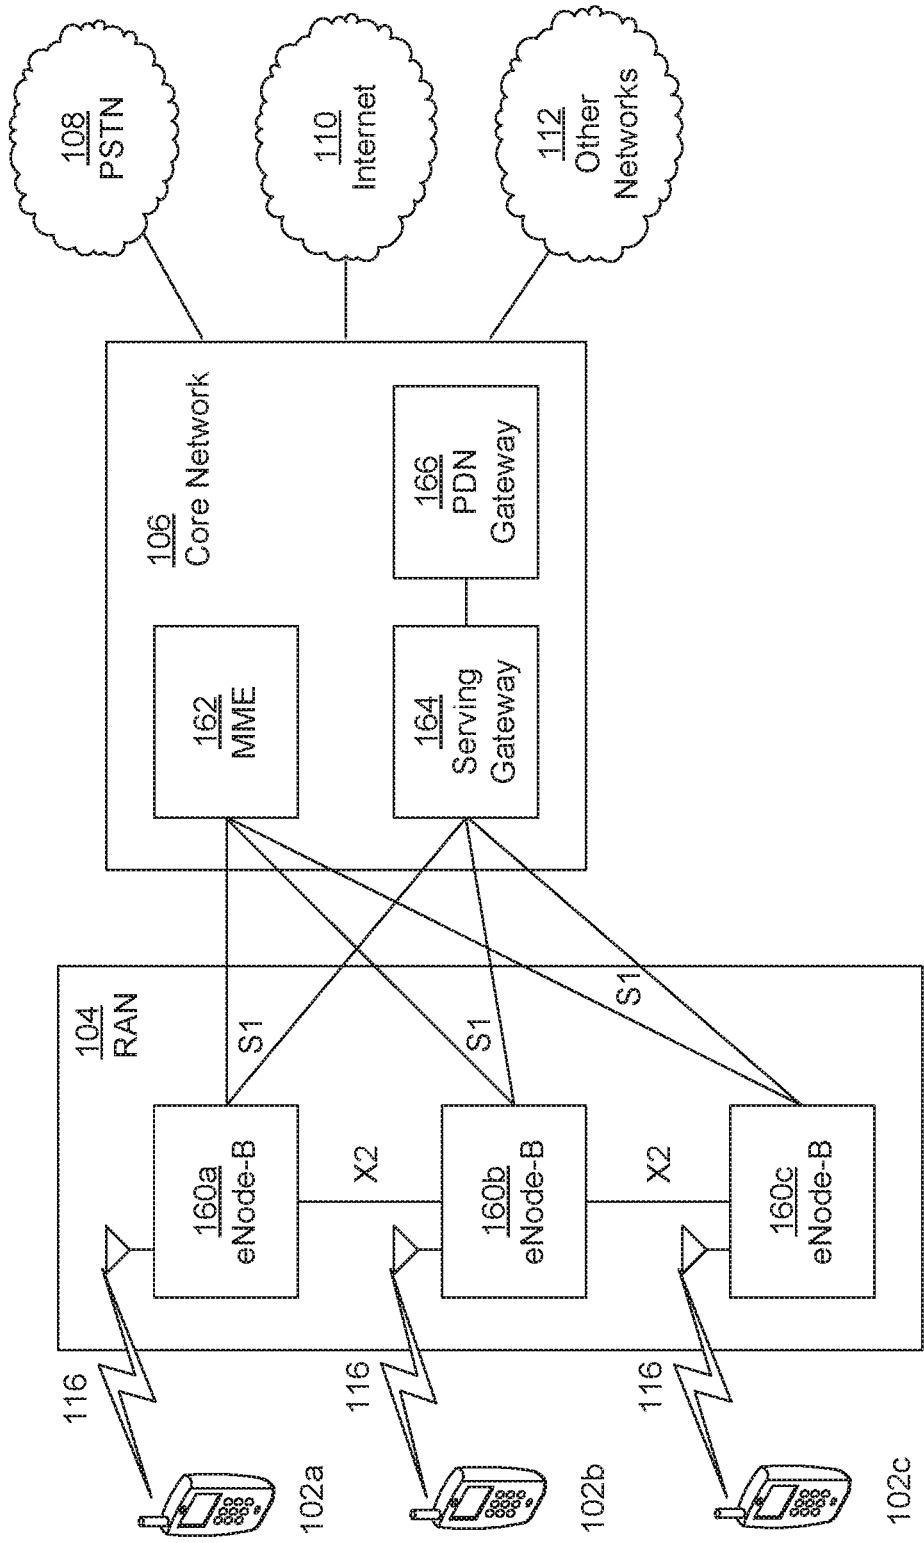 108
PSTN
110
Internet
112
Other
Networks
106
Core Network
162
MME
164
Serving
Gateway
166
PDN
Gateway
104
RAN
S1
S1
S1
160a
eNode-B
X2
160b
eNode-B
X2
160c
eNode-B
116
116
116
102a
102b
102c